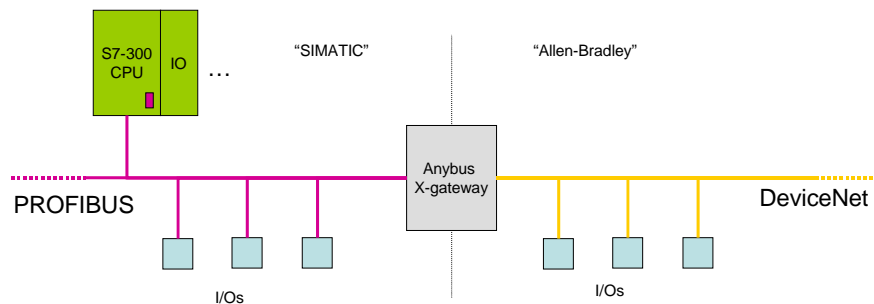 S7-300
CPU
IO
...
“SIMATIC”
“Allen-Bradley”
Anybus
X-gateway
PROFIBUS
DeviceNet
I/Os
I/Os